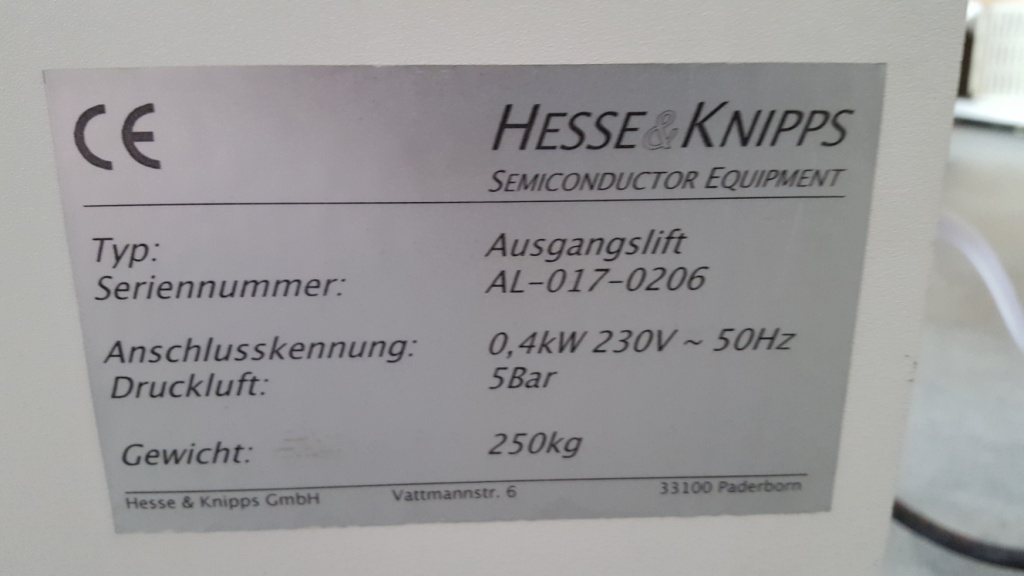 CE
HESSE & KNIPPS
SEMICONDUCTOR EQUIPMENT
Typ: Ausgangslift
Seriennummer: AL-017-0206
Anschlusskennung: 0,4kW 230V ~ 50Hz
Druckluft: 5Bar
Gewicht: 250kg
Hesse & Knipps GmbH Vattmannstr. 6 33100 Paderborn